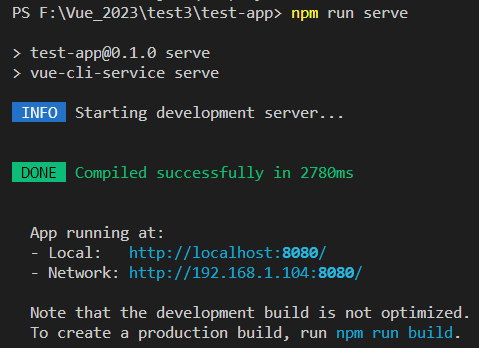 PS F:\Vue_2023\test3\test-app> npm run serve
> test-app@0.1.0 serve
> vue-cli-service serve
INFO Starting development server...
DONE Compiled successfully in 2780ms
App running at:
- Local: http://localhost:8080/
- Network: http://192.168.1.104:8080/
Note that the development build is not optimized.
To create a production build, run npm run build.